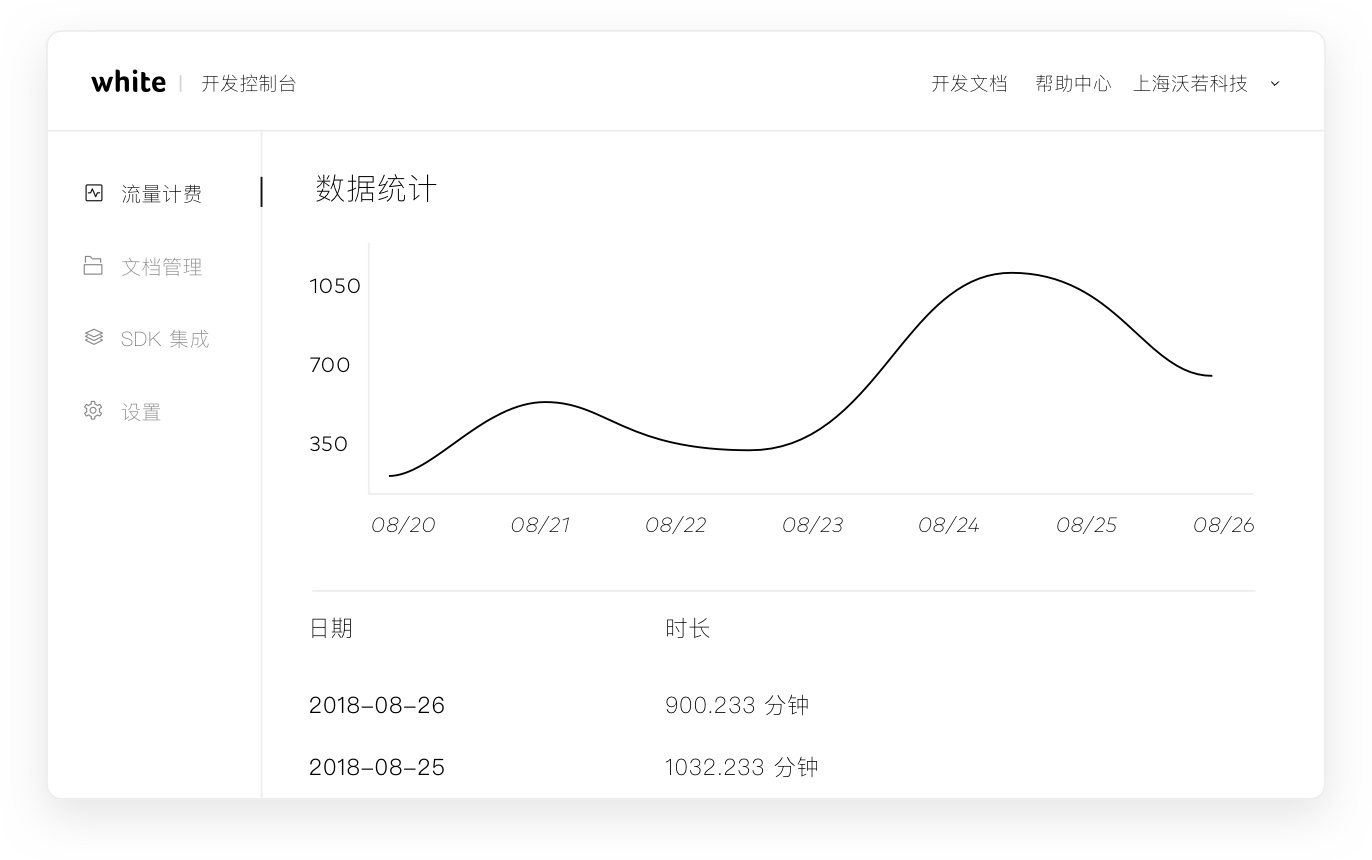 white | 开发控制台 开发文档 帮助中心 上海沃若科技
流量计费
文档管理
SDK 集成
设置
数据统计
1050
700
350
08/20 08/21 08/22 08/23 08/24 08/25 08/26
日期 时长
2018–08–26 900.233 分钟
2018–08–25 1032.233 分钟